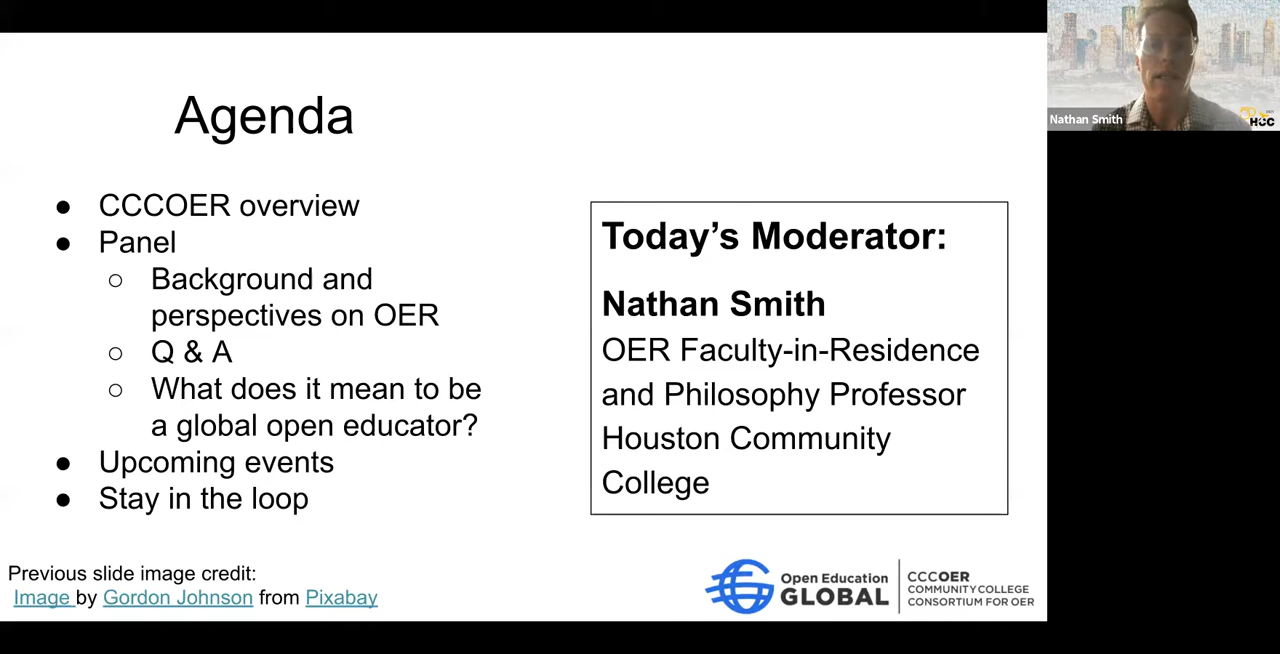 Agenda
● CCCOER overview
● Panel
○ Background and
perspectives on OER
○ Q & A
○ What does it mean to be
a global open educator?
● Upcoming events
● Stay in the loop
Today's Moderator:
Nathan Smith
OER Faculty-in-Residence
and Philosophy Professor
Houston Community
College
Previous slide image credit:
Image by Gordon Johnson from Pixabay
Open Education
GLOBAL
CCCOER
COMMUNITY COLLEGE
CONSORTIUM FOR OER
Nathan Smith
HCC